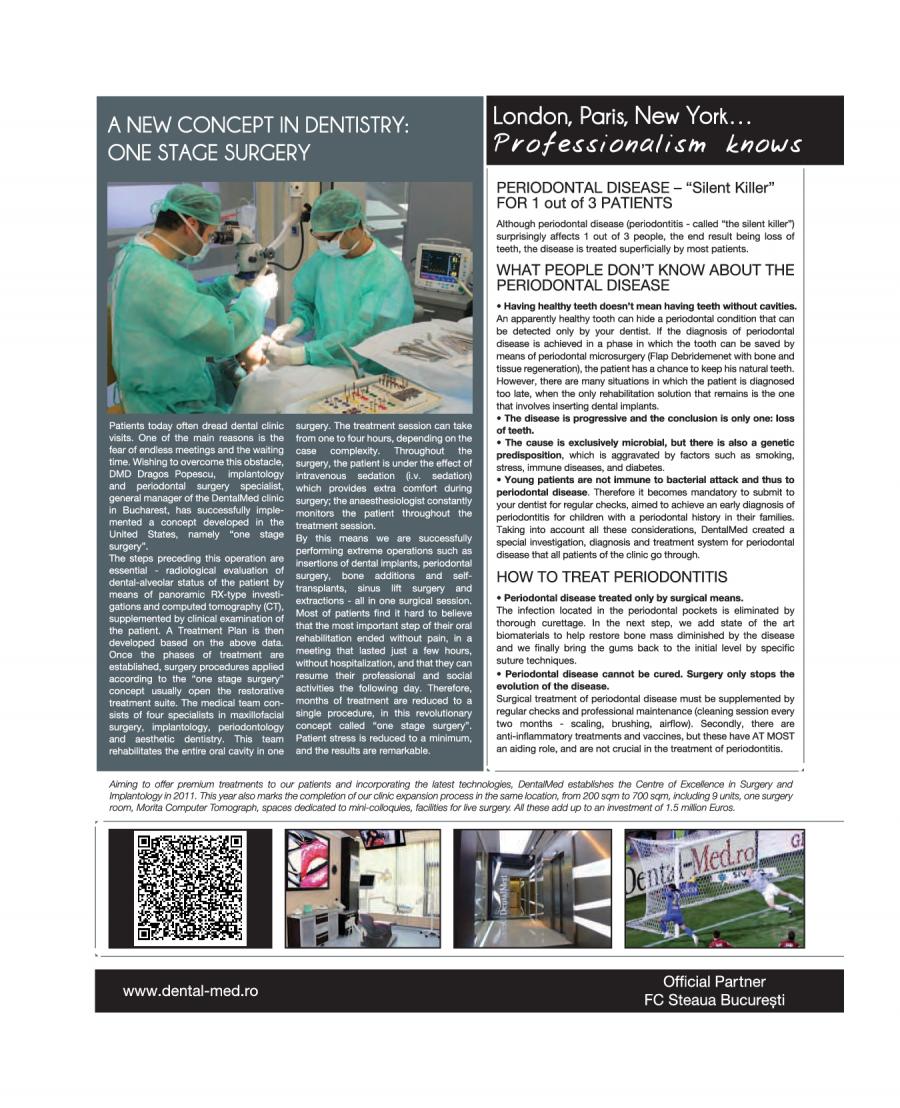 A NEW CONCEPT IN DENTISTRY:
ONE STAGE SURGERY
Patients today often dread dental clinic
visits. One of the main reasons is the
fear of endless meetings and the waiting
time. Wishing to overcome this obstacle,
DMD Dragos Popescu, implantology
and periodontal surgery specialist,
general manager of the DentalMed clinic
in Bucharest, has successfully imple-
mented a concept developed in the
United States, namely “one stage
surgery”.
The steps preceding this operation are
essential - radiological evaluation of
dental-alveolar status of the patient by
means of panoramic RX-type investi-
gations and computed tomography (CT),
supplemented by clinical examination of
the patient. A Treatment Plan is then
developed based on the above data.
Once the phases of treatment are
established, surgery procedures applied
according to the “one stage surgery”
concept usually open the restorative
treatment suite. The medical team con-
sists of four specialists in maxillofacial
surgery, implantology, periodontology
and aesthetic dentistry. This team
rehabilitates the entire oral cavity in one
surgery. The treatment session can take
from one to four hours, depending on the
case complexity. Throughout the
surgery, the patient is under the effect of
intravenous sedation (i.v. sedation)
which provides extra comfort during
surgery; the anaesthesiologist constantly
monitors the patient throughout the
treatment session.
By this means we are successfully
performing extreme operations such as
insertions of dental implants, periodontal
surgery, bone additions and self-
transplants, sinus lift surgery and
extractions - all in one surgical session.
Most of patients find it hard to believe
that the most important step of their oral
rehabilitation ended without pain, in a
meeting that lasted just a few hours,
without hospitalization, and that they can
resume their professional and social
activities the following day. Therefore,
months of treatment are reduced to a
single procedure, in this revolutionary
concept called “one stage surgery”.
Patient stress is reduced to a minimum,
and the results are remarkable.
London, Paris, New York…
Professionalism knows
PERIODONTAL DISEASE – “Silent Killer”
FOR 1 out of 3 PATIENTS
Although periodontal disease (periodontitis - called “the silent killer”)
surprisingly affects 1 out of 3 people, the end result being loss of
teeth, the disease is treated superficially by most patients.
WHAT PEOPLE DON’T KNOW ABOUT THE
PERIODONTAL DISEASE
• Having healthy teeth doesn’t mean having teeth without cavities.
An apparently healthy tooth can hide a periodontal condition that can
be detected only by your dentist. If the diagnosis of periodontal
disease is achieved in a phase in which the tooth can be saved by
means of periodontal microsurgery (Flap Debridemenet with bone and
tissue regeneration), the patient has a chance to keep his natural teeth.
However, there are many situations in which the patient is diagnosed
too late, when the only rehabilitation solution that remains is the one
that involves inserting dental implants.
• The disease is progressive and the conclusion is only one: loss
of teeth.
• The cause is exclusively microbial, but there is also a genetic
predisposition, which is aggravated by factors such as smoking,
stress, immune diseases, and diabetes.
• Young patients are not immune to bacterial attack and thus to
periodontal disease. Therefore it becomes mandatory to submit to
your dentist for regular checks, aimed to achieve an early diagnosis of
periodontitis for children with a periodontal history in their families.
Taking into account all these considerations, DentalMed created a
special investigation, diagnosis and treatment system for periodontal
disease that all patients of the clinic go through.
HOW TO TREAT PERIODONTITIS
• Periodontal disease treated only by surgical means.
The infection located in the periodontal pockets is eliminated by
thorough curettage. In the next step, we add state of the art
biomaterials to help restore bone mass diminished by the disease
and we finally bring the gums back to the initial level by specific
suture techniques.
• Periodontal disease cannot be cured. Surgery only stops the
evolution of the disease.
Surgical treatment of periodontal disease must be supplemented by
regular checks and professional maintenance (cleaning session every
two months - scaling, brushing, airflow). Secondly, there are
anti-inflammatory treatments and vaccines, but these have AT MOST
an aiding role, and are not crucial in the treatment of periodontitis.
Aiming to offer premium treatments to our patients and incorporating the latest technologies, DentalMed establishes the Centre of Excellence in Surgery and
Implantology in 2011. This year also marks the completion of our clinic expansion process in the same location, from 200 sqm to 700 sqm, including 9 units, one surgery
room, Morita Computer Tomograph, spaces dedicated to mini-colloquies, facilities for live surgery. All these add up to an investment of 1.5 million Euros.
DentalMed
Dental-Med.ro
www.dental-med.ro
Official Partner
FC Steaua București